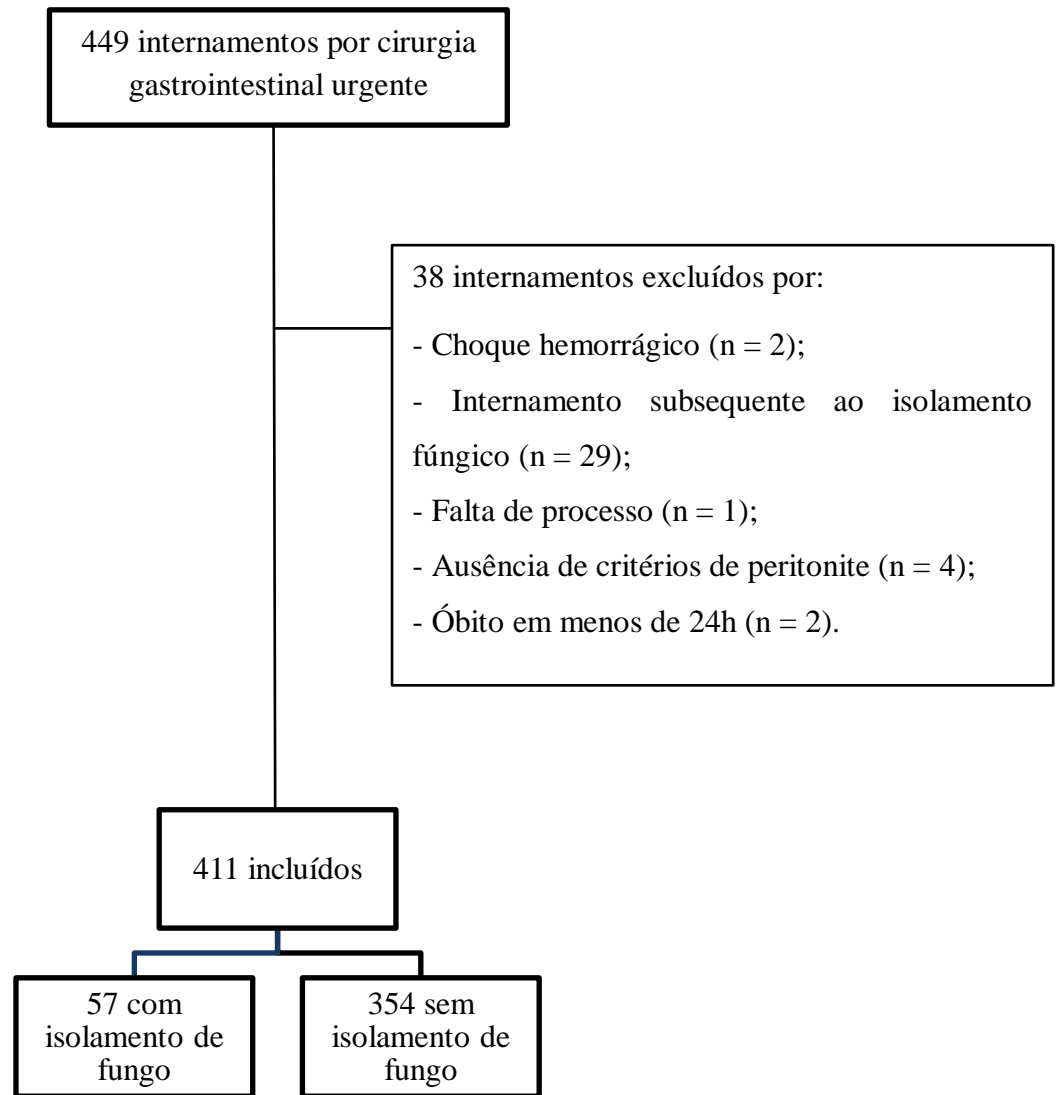 449 internamentos por cirurgia
gastrointestinal urgente
38 internamentos excluídos por:
- Choque hemorrágico (n = 2);
- Internamento subsequente ao isolamento
fúngico (n = 29);
- Falta de processo (n = 1);
- Ausência de critérios de peritonite (n = 4);
- Óbito em menos de 24h (n = 2).
411 incluídos
57 com
isolamento de
fungo
354 sem
isolamento de
fungo